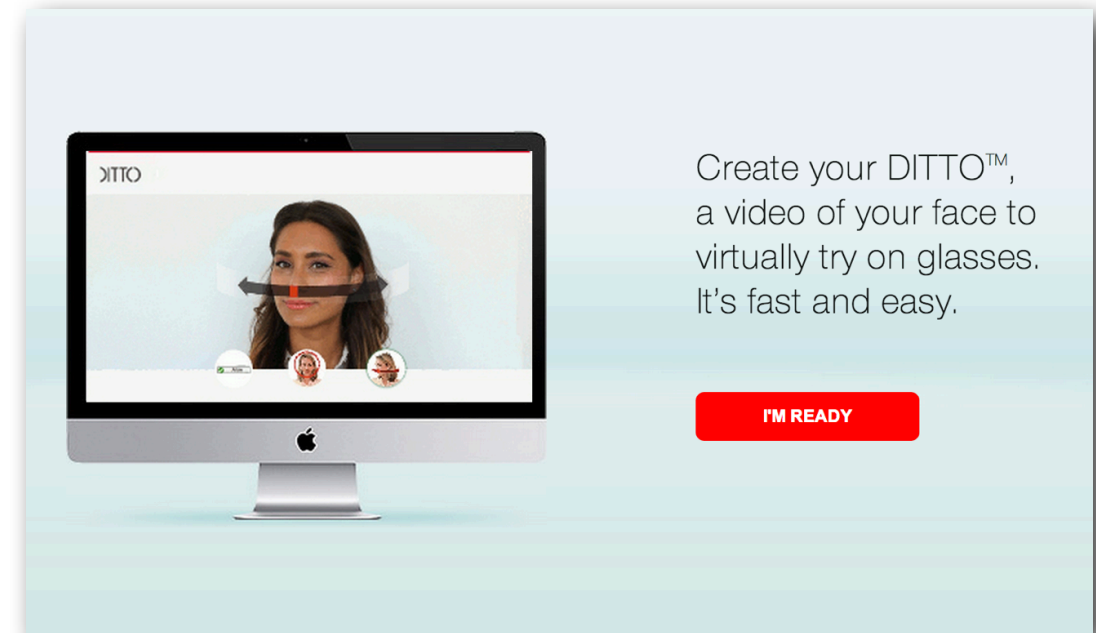 DITTO
Create your DITTO™,
a video of your face to
virtually try on glasses.
It's fast and easy.
I'M READY